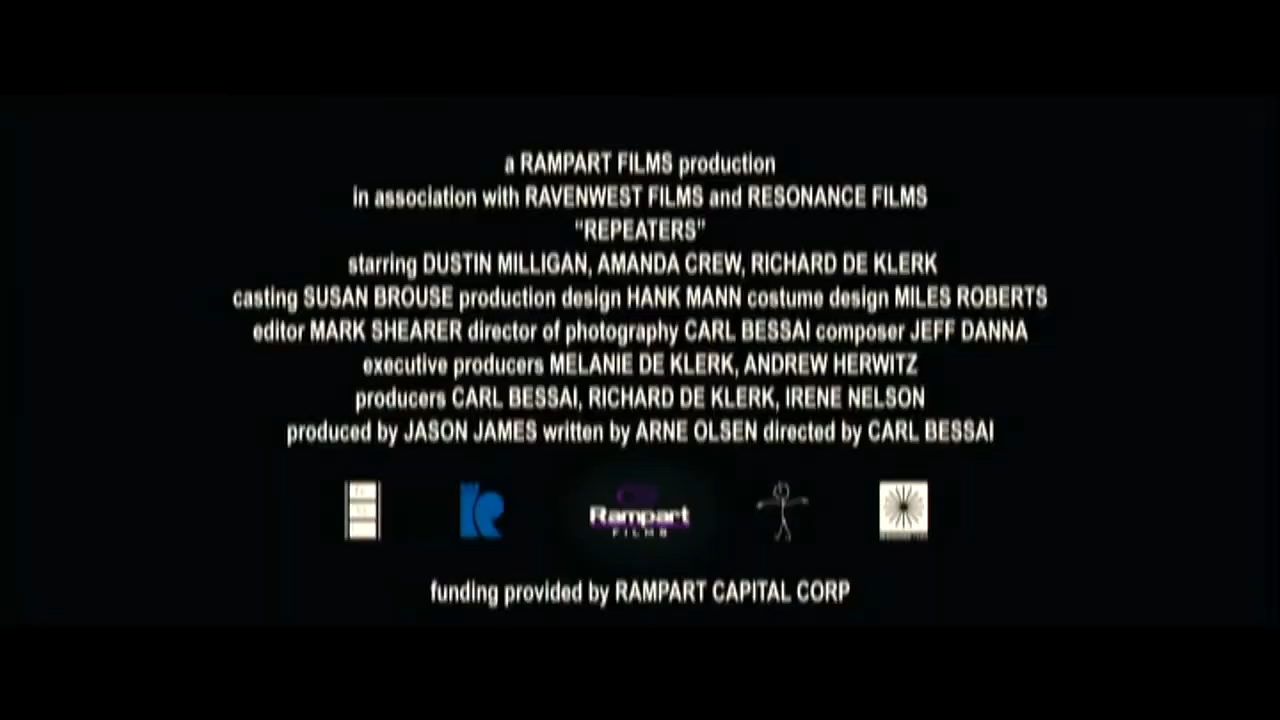 a RAMPART FILMS production
in association with RAVENWEST FILMS and RESONANCE FILMS
"REPEATERS"
starring DUSTIN MILLIGAN, AMANDA CREW, RICHARD DE KLERK
casting SUSAN BROUSE production design HANK MANN costume design MILES ROBERTS
editor MARK SHEARER director of photography CARL BESSAI composer JEFF DANNA
executive producers MELANIE DE KLERK, ANDREW HERWITZ
producers CARL BESSAI, RICHARD DE KLERK, IRENE NELSON
produced by JASON JAMES written by ARNE OLSEN directed by CARL BESSAI
Rampart
FILMS
funding provided by RAMPART CAPITAL CORP